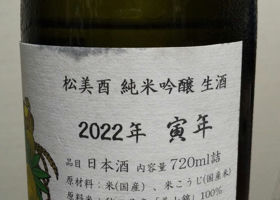 松美酉 純米吟醸 生酒
2022年 寅年
品目 日本酒 内容量 720ml詰
原材料：米(国産)、米こうじ(国産米)
100%